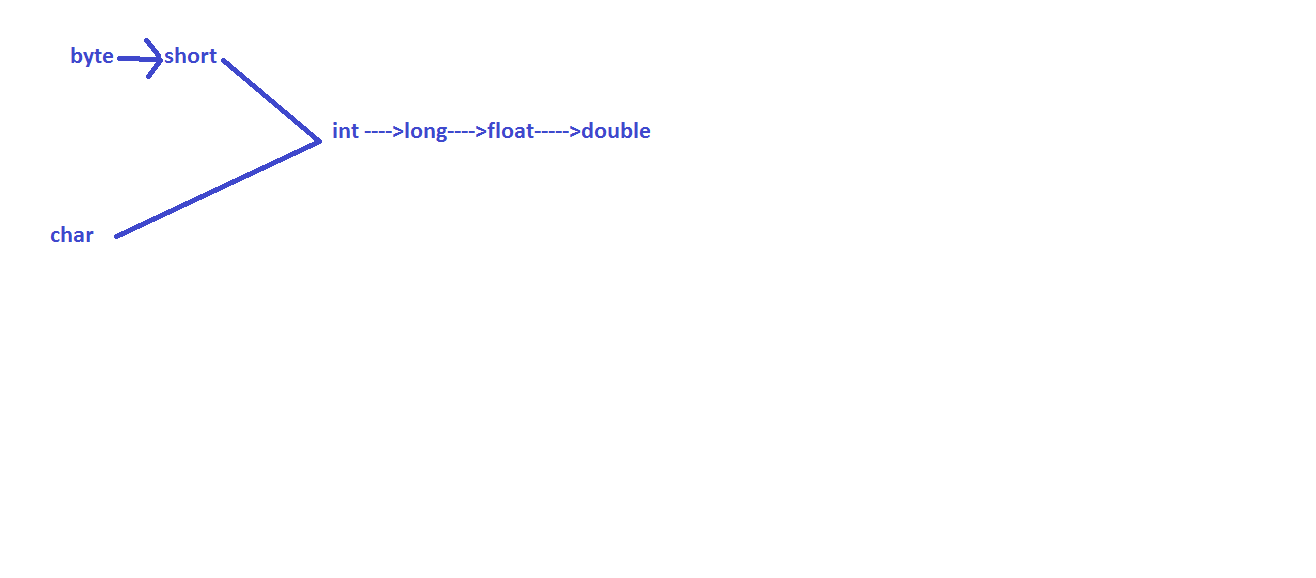 byte short
int ---->long---->float----->double
char